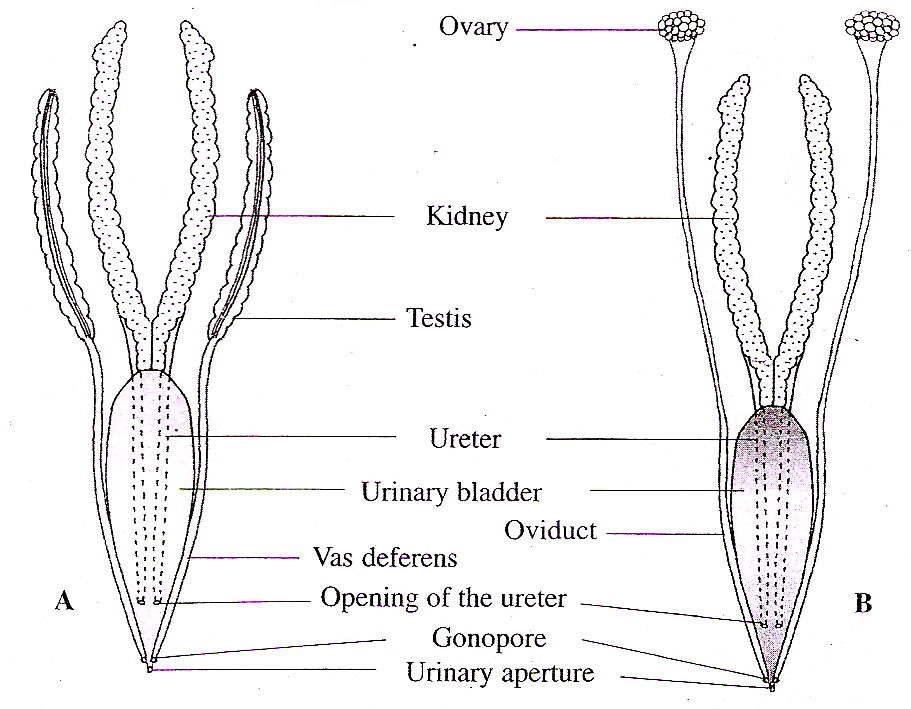 Ovary
Kidney
Testis
Ureter
Urinary bladder
Oviduct
Vas deferens
A
Opening of the ureter
B
Gonopore
Urinary aperture